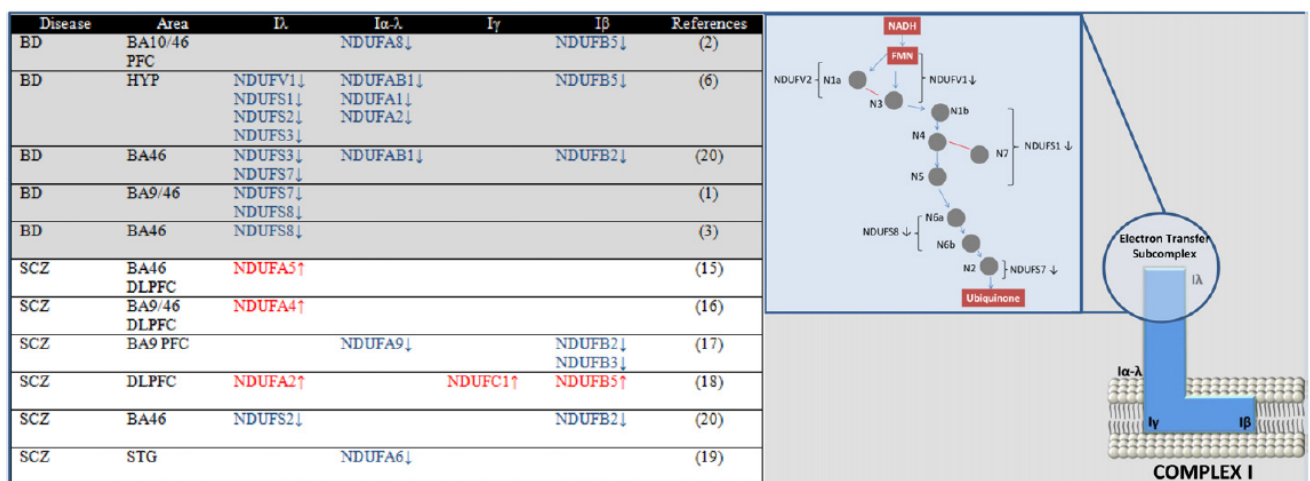 Disease Area Iλ Iα-λ Iγ Iβ References
BD BA10/46 NDUFA8↓ NDUFB5↓ (2)
PFC
BD HYP NDUFV1↓ NDUFAB1↓ NDUFB5↓ (6)
NDUFS1↓ NDUFA1↓
NDUFS2↓ NDUFA2↓
NDUFS3↓
BD BA46 NDUFS3↓ NDUFAB1↓ NDUFB2↓ (20)
NDUFS7↓
BD BA9/46 NDUFS7↓ (1)
NDUFS8↓
BD BA46 NDUFS8↓ (3)
SCZ BA46 NDUFA5↑ (15)
DLPFC
SCZ BA9/46 NDUFA4↑ (16)
DLPFC
SCZ BA9 PFC NDUFA9↓ NDUFB2↓ (17)
NDUFB3↓
SCZ DLPFC NDUFA2↑ NDUFC1↑ NDUFB5↑ (18)
SCZ BA46 NDUFS2↓ NDUFB2↓ (20)
SCZ STG NDUFA6↓ (19)
NADH
FMN
NDUFV2 N1a NDUFV1 ↓
N3
N1b
N4
N7 NDUFS1 ↓
N5
N6a
NDUFS8 ↓
N6b
N2 NDUFS7 ↓
Ubiquinone
Electron Transfer
Subcomplex
Iλ
Iα-λ
Iγ Iβ
COMPLEX I